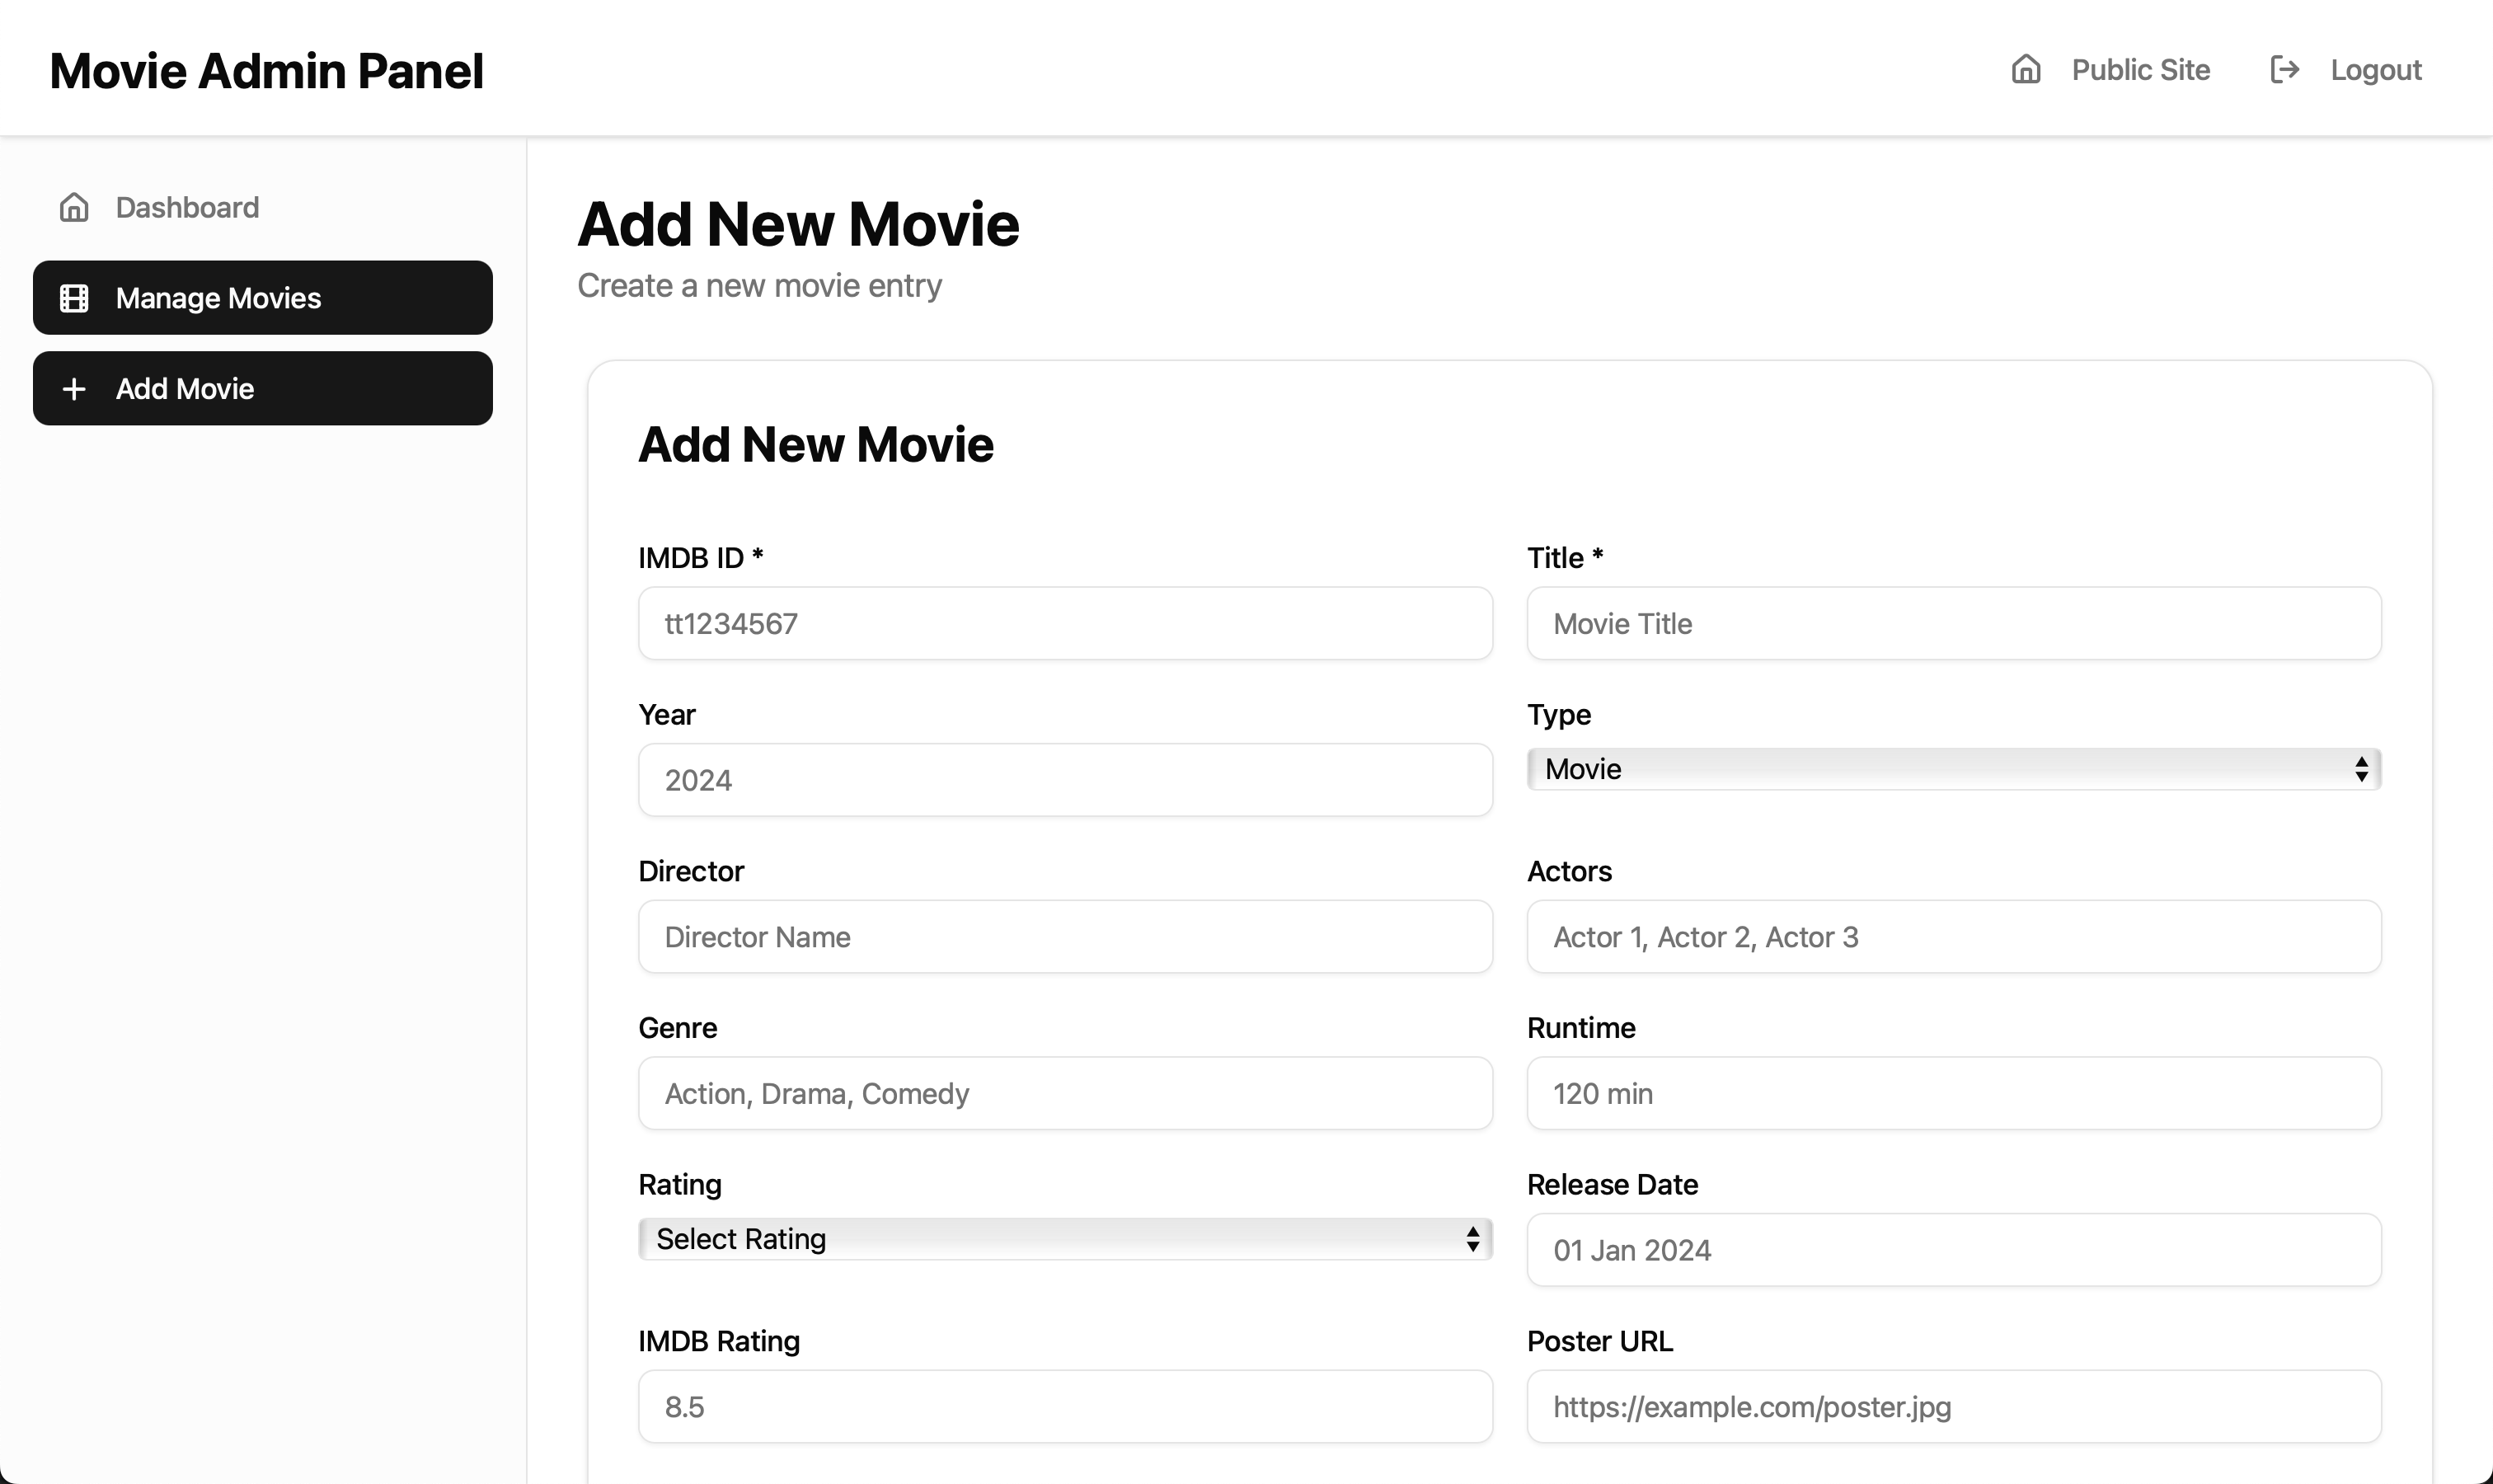 Movie Admin Panel
Public Site
Logout
Dashboard
Manage Movies
Add Movie
Add New Movie
Create a new movie entry
Add New Movie
IMDB ID *
Title *
tt1234567
Movie Title
Year
Type
2024
Movie
Director
Actors
Director Name
Actor 1, Actor 2, Actor 3
Genre
Runtime
Action, Drama, Comedy
120 min
Rating
Release Date
Select Rating
01 Jan 2024
IMDB Rating
Poster URL
8.5
https://example.com/poster.jpg